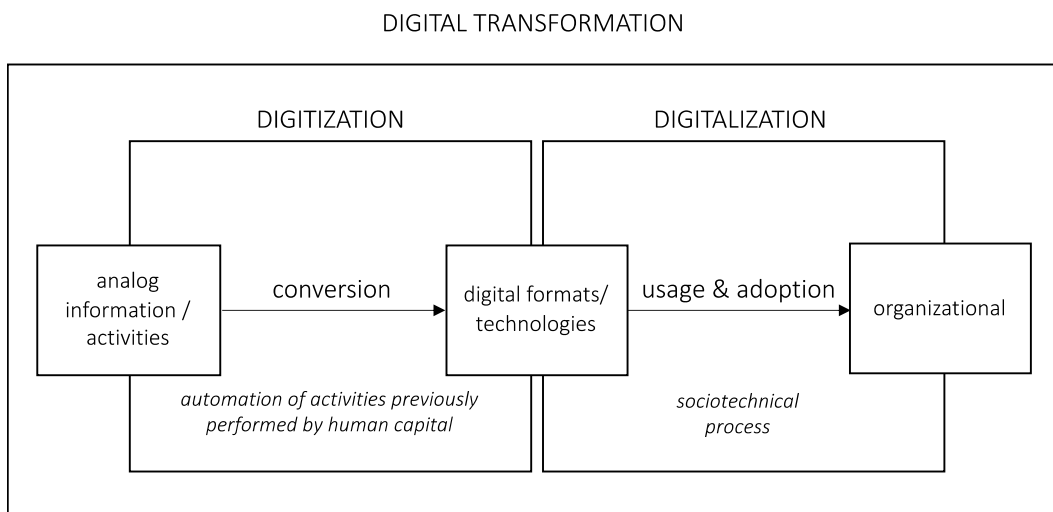 DIGITAL TRANSFORMATION
DIGITIZATION
DIGITALIZATION
analog
information /
activities
conversion
digital formats/
technologies
usage & adoption
organizational
automation of activities previously
performed by human capital
sociotechnical
process